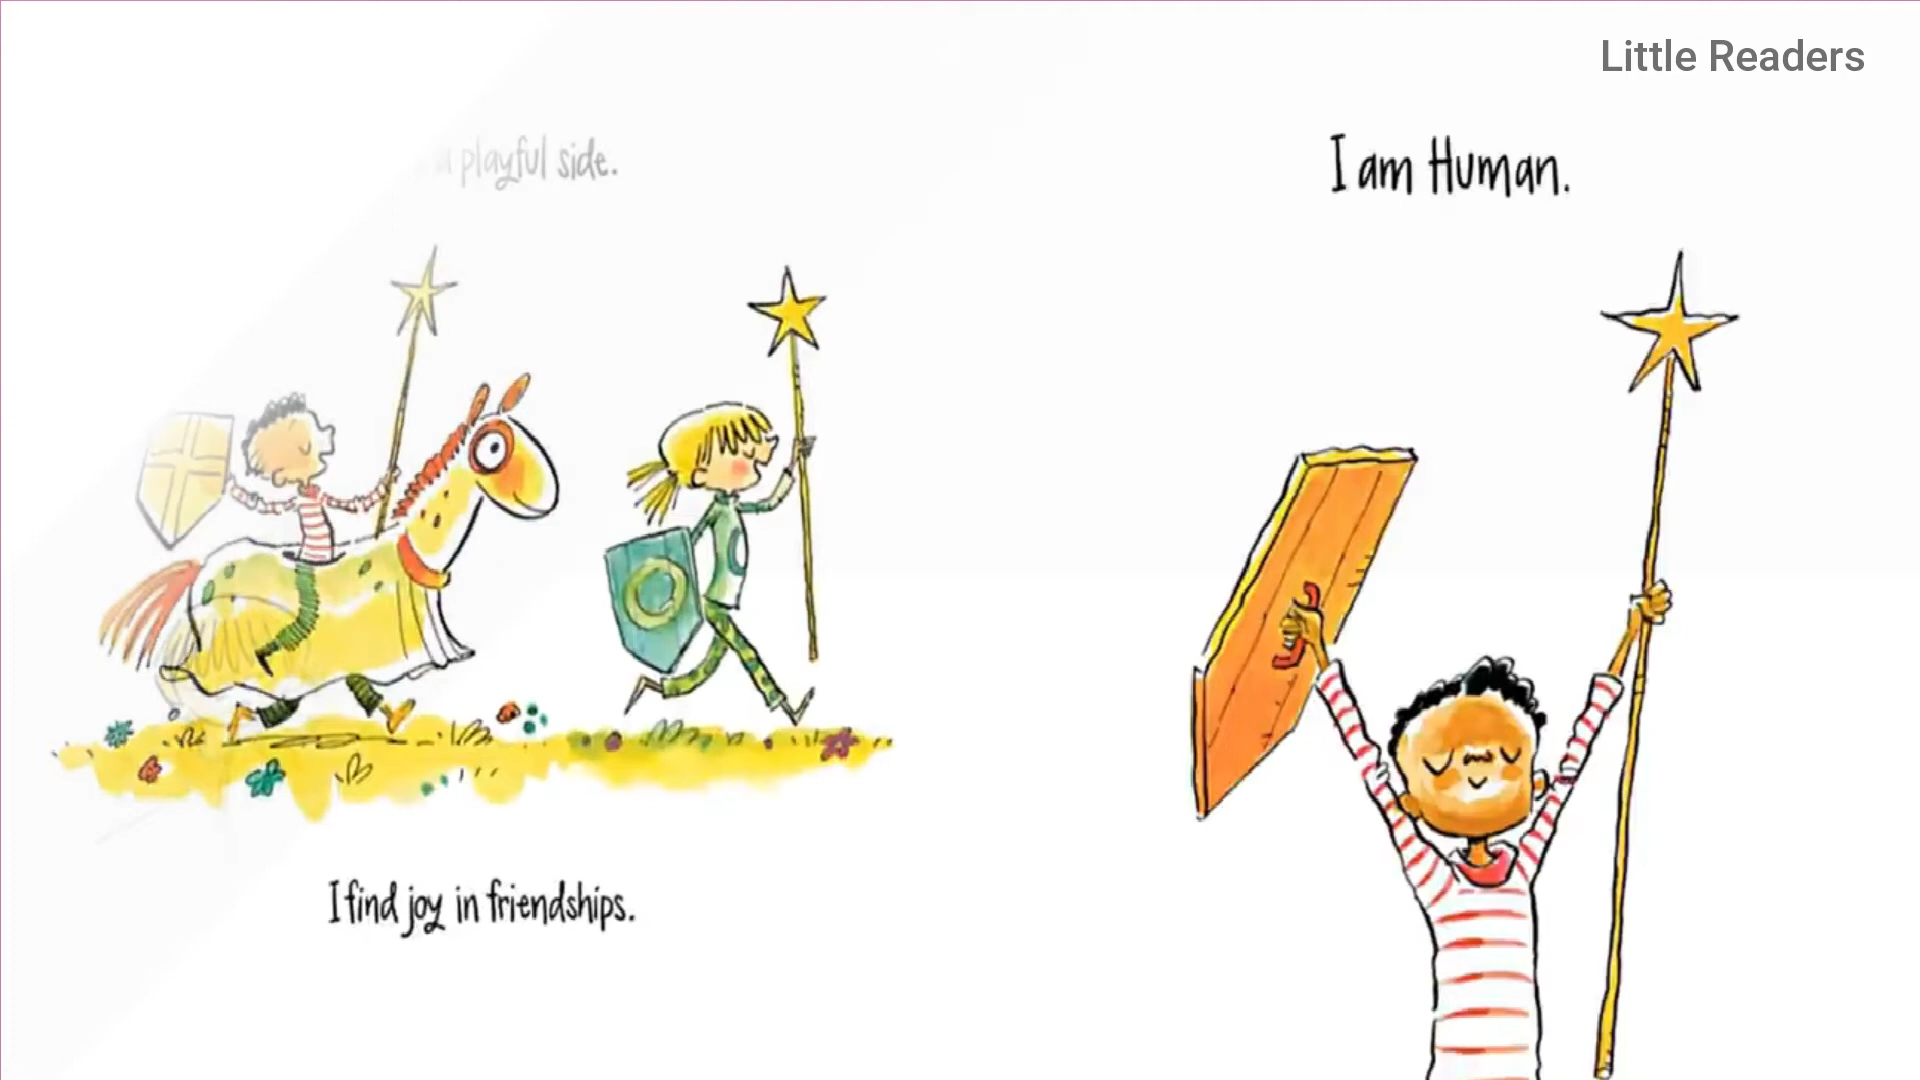 Little Readers
playful side.
I find joy in friendships.
I am Human.